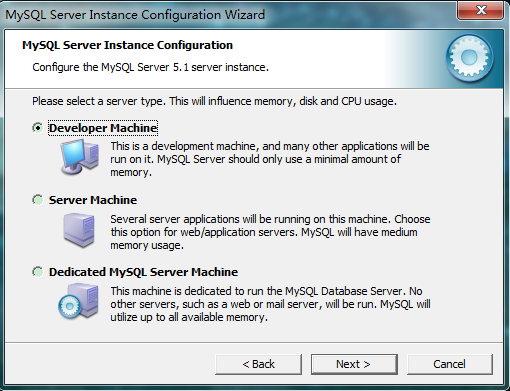 MySQL Server Instance Configuration Wizard
MySQL Server Instance Configuration
Configure the MySQL Server 5.1 server instance.
Please select a server type. This will influence memory, disk and CPU usage.
Developer Machine
This is a development machine, and many other applications will be
run on it. MySQL Server should only use a minimal amount of
memory.
Server Machine
Several server applications will be running on this machine. Choose
this option for web/application servers. MySQL will have medium
memory usage.
Dedicated MySQL Server Machine
This machine is dedicated to run the MySQL Database Server. No
other servers, such as a web or mail server, will be run. MySQL will
utilize up to all available memory.
< Back
Next >
Cancel